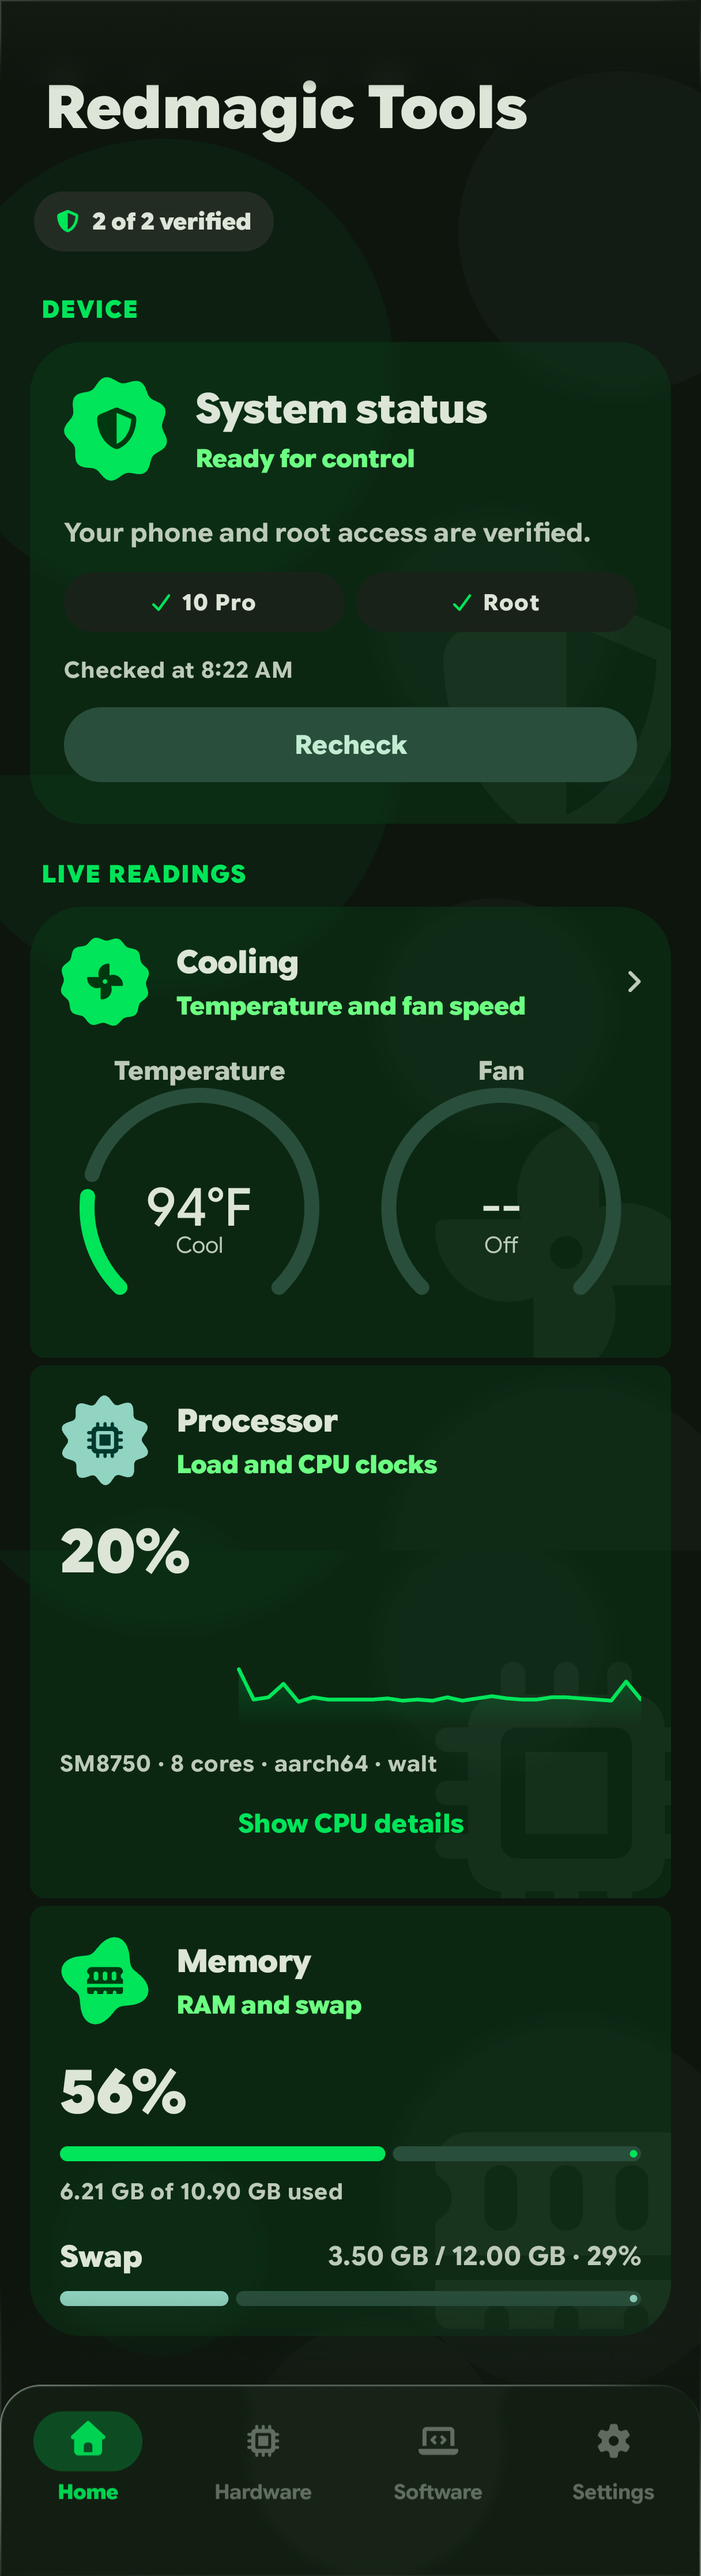 Redmagic Tools
2 of 2 verified
DEVICE
System status
Ready for control
Your phone and root access are verified.
10 Pro
Root
Checked at 8:22 AM
Recheck
LIVE READINGS
Cooling
Temperature and fan speed
Temperature
Fan
94°F
Cool
--
Off
Processor
Load and CPU clocks
20%
SM8750 · 8 cores · aarch64 · walt
Show CPU details
Memory
RAM and swap
56%
6.21 GB of 10.90 GB used
Swap
3.50 GB / 12.00 GB · 29%
Home
Hardware
Software
Settings